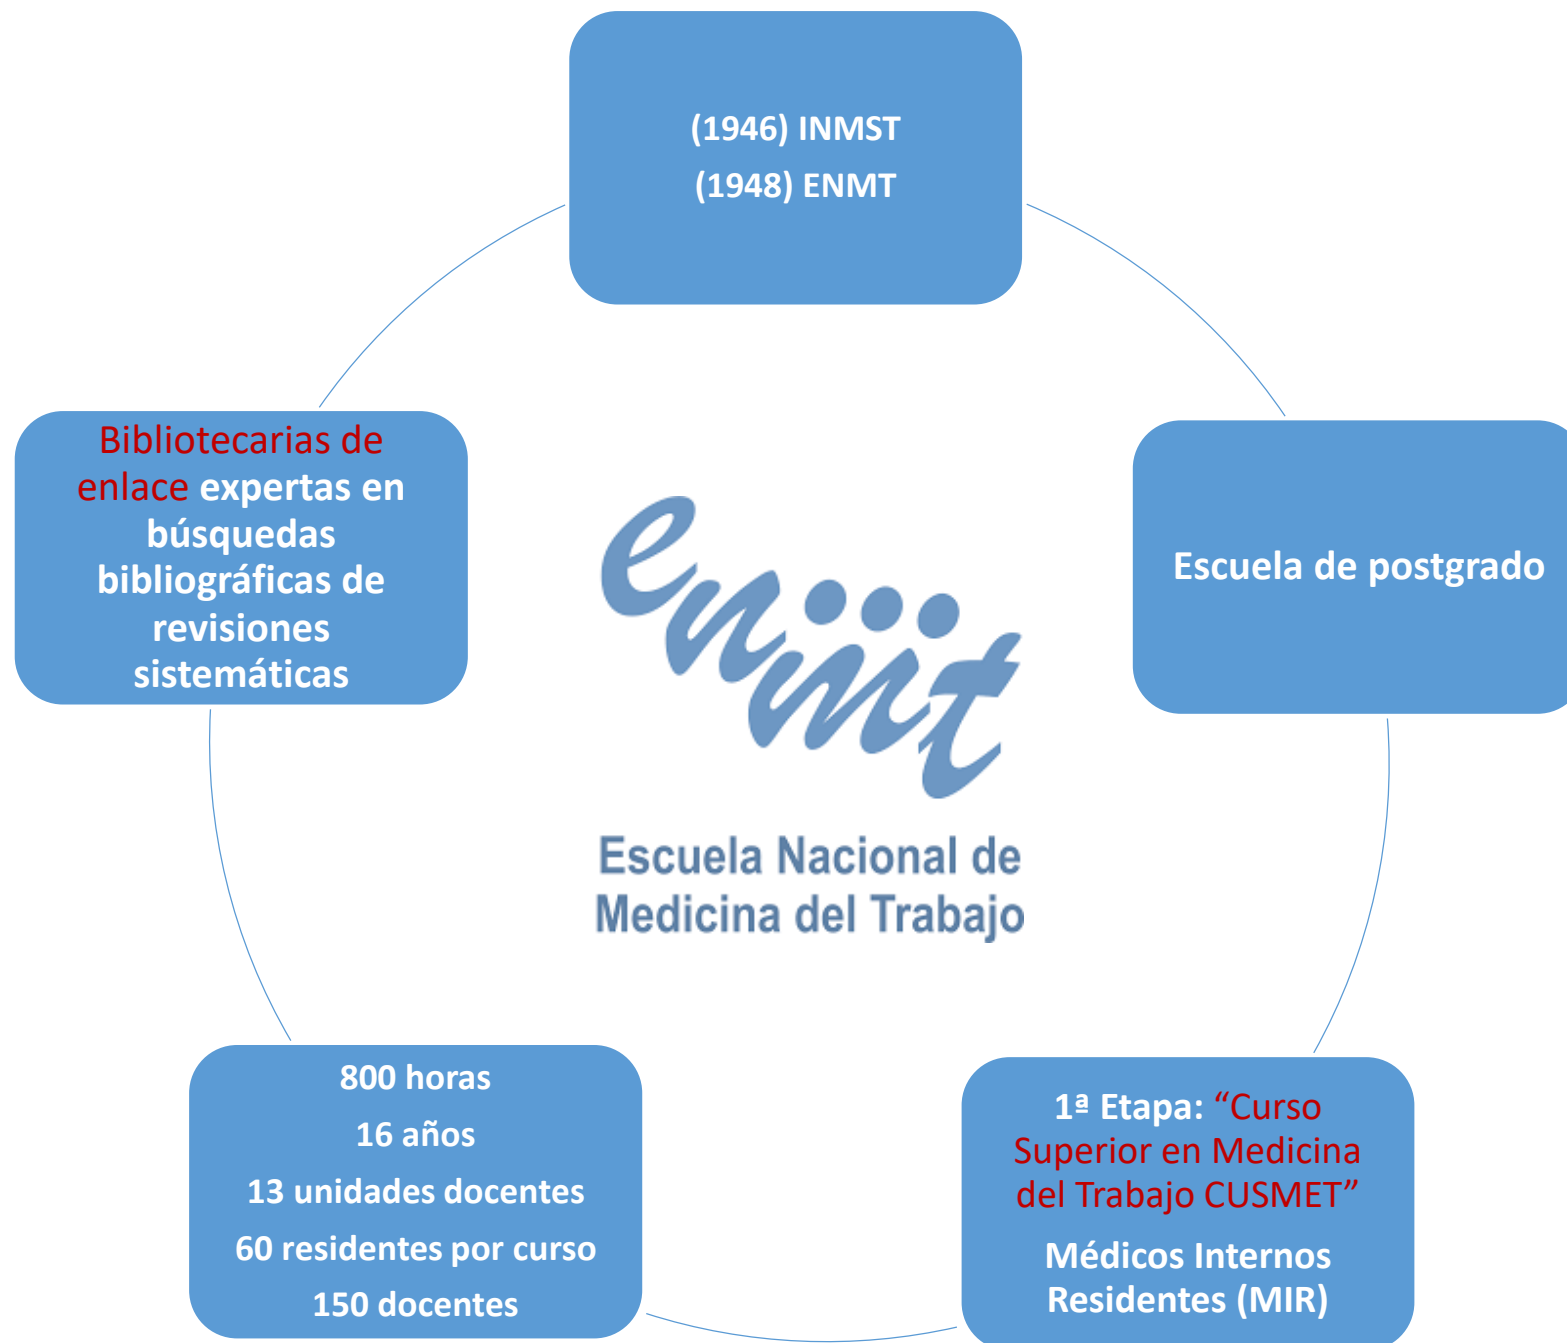 (1946) INMST
(1948) ENMT
Escuela de postgrado
1ª Etapa: “Curso
Superior en Medicina
del Trabajo CUSMET”
Médicos Internos
Residentes (MIR)
800 horas
16 años
13 unidades docentes
60 residentes por curso
150 docentes
Bibliotecarias de
enlace expertas en
búsquedas
bibliográficas de
revisiones
sistemáticas
enmt
Escuela Nacional de
Medicina del Trabajo